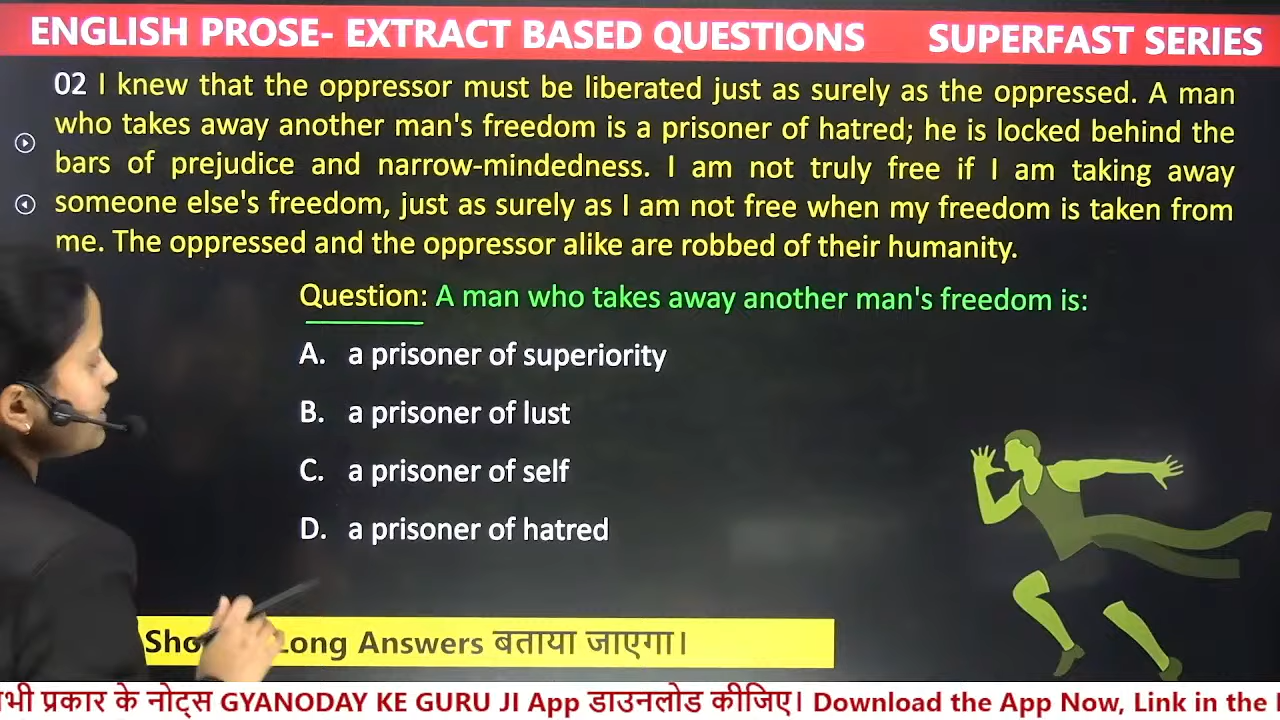 ENGLISH PROSE- EXTRACT BASED QUESTIONS SUPERFAST SERIES
02 I knew that the oppressor must be liberated just as surely as the oppressed. A man
who takes away another man's freedom is a prisoner of hatred; he is locked behind the
bars of prejudice and narrow-mindedness. I am not truly free if I am taking away
someone else's freedom, just as surely as I am not free when my freedom is taken from
me. The oppressed and the oppressor alike are robbed of their humanity.
Question: A man who takes away another man's freedom is:
A. a prisoner of superiority
B. a prisoner of lust
C. a prisoner of self
D. a prisoner of hatred
Answers बताया जाएगा।
प्रकार के नोट्स GYANODAY KE GURU JI App डाउनलोड कीजिए। Download the App Now, Link in the